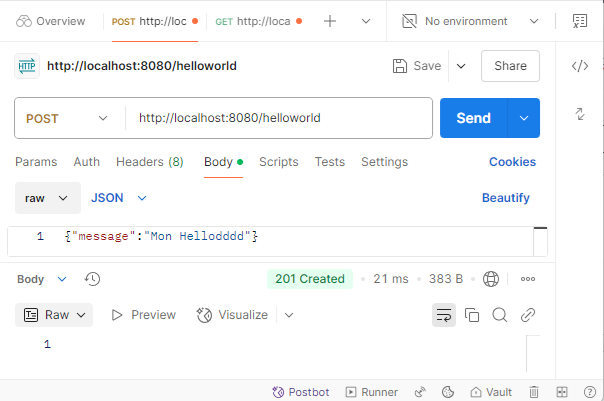 Overview POST http://loc GET http://loca No environment
HTTP http://localhost:8080/helloworld Save Share
POST http://localhost:8080/helloworld Send
Params Auth Headers (8) Body Scripts Tests Settings Cookies
raw JSON Beautify
1 {"message":"Mon Hellodddd"}
Body 201 Created • 21 ms • 383 B
Raw Preview Visualize
1
Postbot Runner Vault